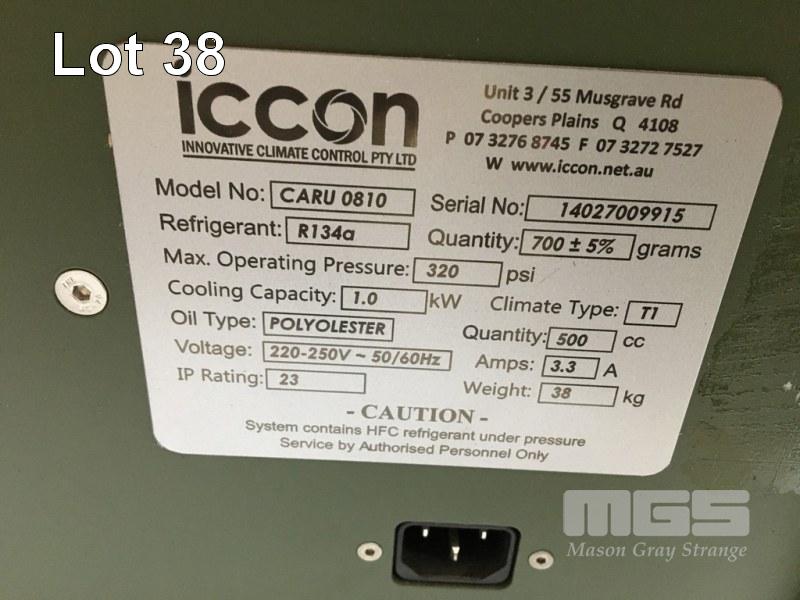 Lot 38
iccon
INNOVATIVE CLIMATE CONTROL PTY LTD
Unit 3 / 55 Musgrave Rd
Coopers Plains Q 4108
P 07 3276 8745 F 07 3272 7527
W www.iccon.net.au
Model No: CARU 0810 Serial No: 14027009915
Refrigerant: R134a Quantity: 700 ± 5% grams
Max. Operating Pressure: 320 psi
Cooling Capacity: 1.0 kW Climate Type: T1
Oil Type: POLYOLESTER Quantity: 500 cc
Voltage: 220-250V ~ 50/60Hz Amps: 3.3 A
IP Rating: 23 Weight: 38 kg
- CAUTION -
System contains HFC refrigerant under pressure
Service by Authorised Personnel Only
MGS
Mason Gray Strange